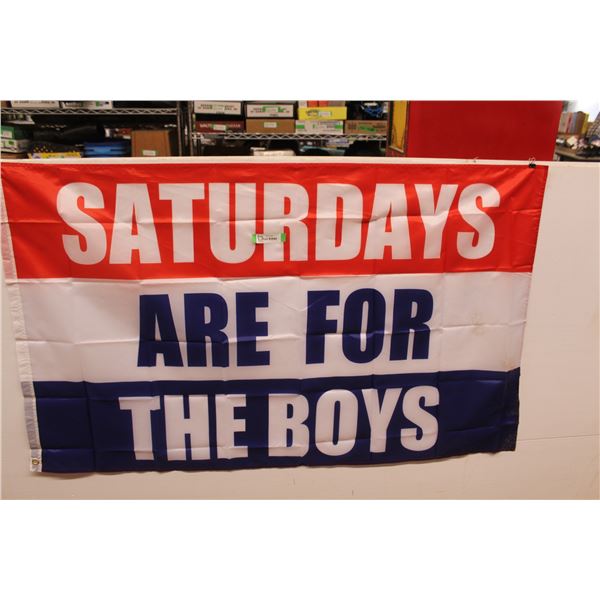 SATURDAYS
ARE FOR
THE BOYS